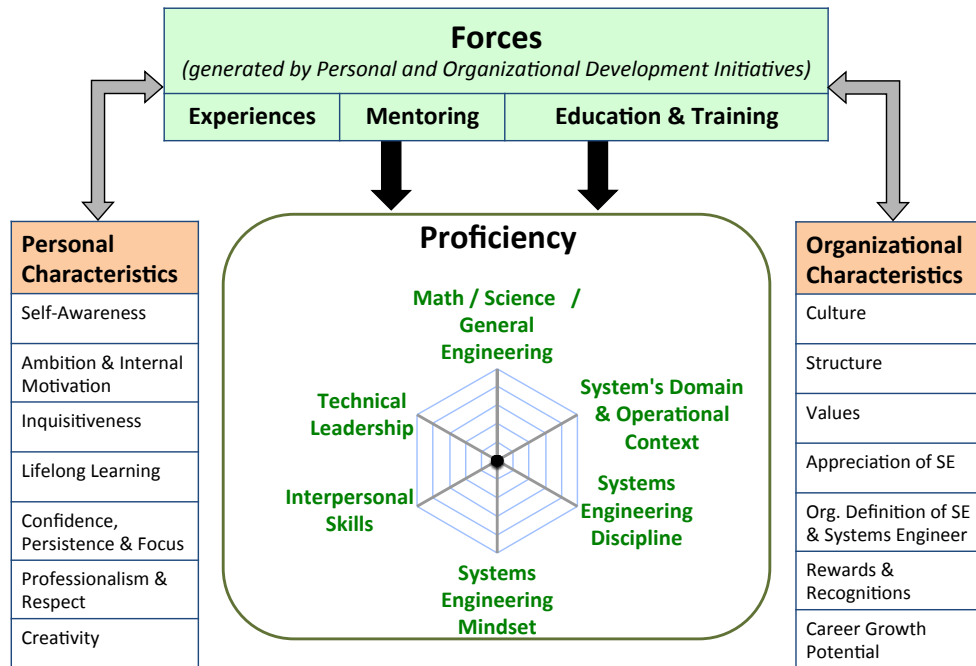 Forces
(generated by Personal and Organizational Development Initiatives)
Experiences
Mentoring
Education & Training
Personal
Characteristics
Self-Awareness
Ambition & Internal
Motivation
Inquisitiveness
Lifelong Learning
Confidence,
Persistence & Focus
Professionalism &
Respect
Creativity
Proficiency
Math / Science /
General
Engineering
System's Domain
& Operational
Context
Systems
Engineering
Discipline
Systems
Engineering
Mindset
Interpersonal
Skills
Technical
Leadership
Organizational
Characteristics
Culture
Structure
Values
Appreciation of SE
Org. Definition of SE
& Systems Engineer
Rewards &
Recognitions
Career Growth
Potential